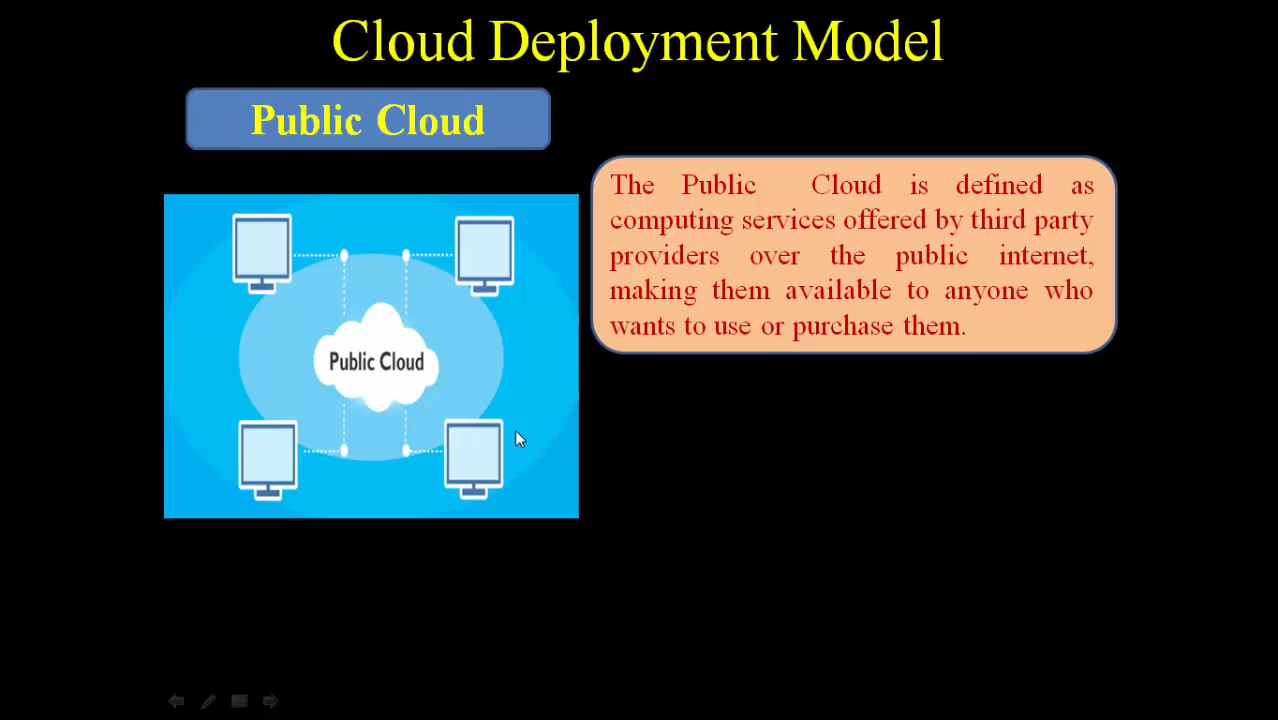 Cloud Deployment Model
Public Cloud
The Public Cloud is defined as
computing services offered by third party
providers over the public internet,
making them available to anyone who
wants to use or purchase them.
Public Cloud